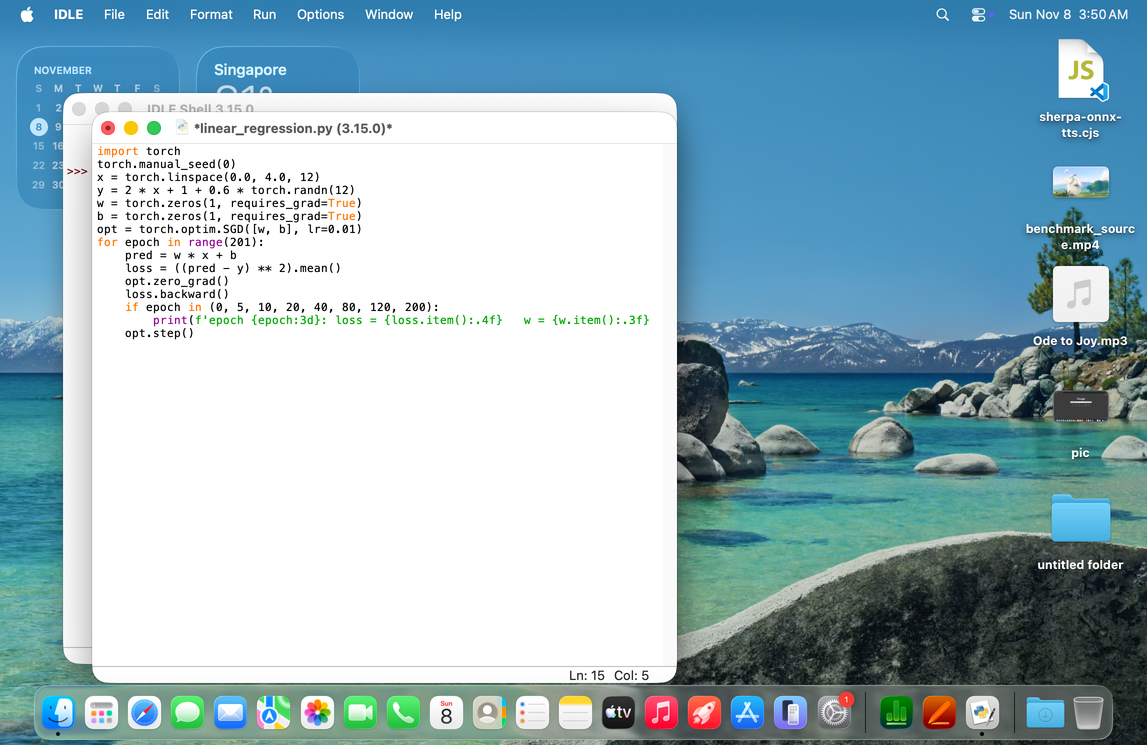 IDLE File Edit Format Run Options Window Help Sun Nov 8 3:50 AM
NOVEMBER
S M T W T F S
1 2
8 9
15 16
22 23
29 30
Singapore
IDLE Shell 3.15.0
>>>
*linear_regression.py (3.15.0)*
import torch
torch.manual_seed(0)
x = torch.linspace(0.0, 4.0, 12)
y = 2 * x + 1 + 0.6 * torch.randn(12)
w = torch.zeros(1, requires_grad=True)
b = torch.zeros(1, requires_grad=True)
opt = torch.optim.SGD([w, b], lr=0.01)
for epoch in range(201):
    pred = w * x + b
    loss = ((pred - y) ** 2).mean()
    opt.zero_grad()
    loss.backward()
    if epoch in (0, 5, 10, 20, 40, 80, 120, 200):
        print(f'epoch {epoch:3d}: loss = {loss.item():.4f}   w = {w.item():.3f}
    opt.step()
Ln: 15 Col: 5
JS
sherpa-onnx-
tts.cjs
benchmark_sourc
e.mp4
Ode to Joy.mp3
pic
untitled folder
Sun
8
tv
1